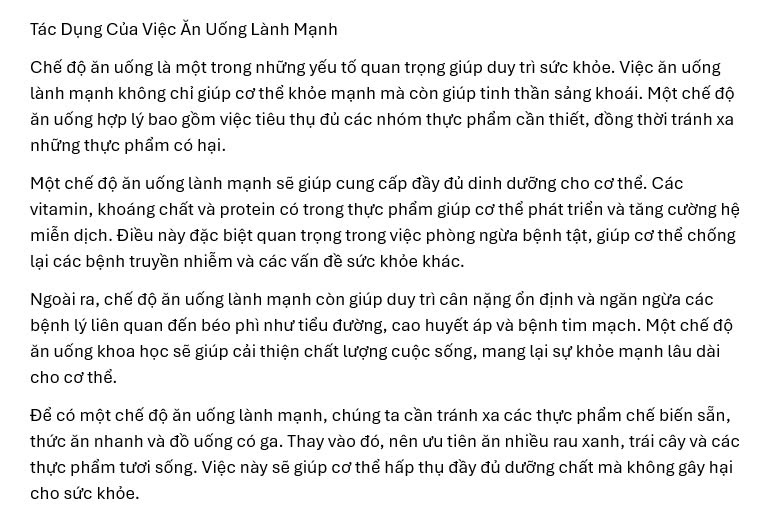 Tác Dụng Của Việc Ăn Uống Lành Mạnh
Chế độ ăn uống là một trong những yếu tố quan trọng giúp duy trì sức khỏe. Việc ăn uống
lành mạnh không chỉ giúp cơ thể khỏe mạnh mà còn giúp tinh thần sảng khoái. Một chế độ
ăn uống hợp lý bao gồm việc tiêu thụ đủ các nhóm thực phẩm cần thiết, đồng thời tránh xa
những thực phẩm có hại.
Một chế độ ăn uống lành mạnh sẽ giúp cung cấp đầy đủ dinh dưỡng cho cơ thể. Các
vitamin, khoáng chất và protein có trong thực phẩm giúp cơ thể phát triển và tăng cường hệ
miễn dịch. Điều này đặc biệt quan trọng trong việc phòng ngừa bệnh tật, giúp cơ thể chống
lại các bệnh truyền nhiễm và các vấn đề sức khỏe khác.
Ngoài ra, chế độ ăn uống lành mạnh còn giúp duy trì cân nặng ổn định và ngăn ngừa các
bệnh lý liên quan đến béo phì như tiểu đường, cao huyết áp và bệnh tim mạch. Một chế độ
ăn uống khoa học sẽ giúp cải thiện chất lượng cuộc sống, mang lại sự khỏe mạnh lâu dài
cho cơ thể.
Để có một chế độ ăn uống lành mạnh, chúng ta cần tránh xa các thực phẩm chế biến sẵn,
thức ăn nhanh và đồ uống có ga. Thay vào đó, nên ưu tiên ăn nhiều rau xanh, trái cây và các
thực phẩm tươi sống. Việc này sẽ giúp cơ thể hấp thụ đầy đủ dưỡng chất mà không gây hại
cho sức khỏe.